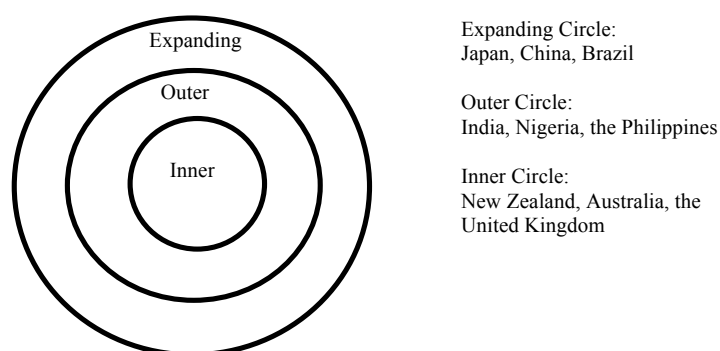 Expanding
Outer
Inner
Expanding Circle:
Japan, China, Brazil
Outer Circle:
India, Nigeria, the Philippines
Inner Circle:
New Zealand, Australia, the
United Kingdom